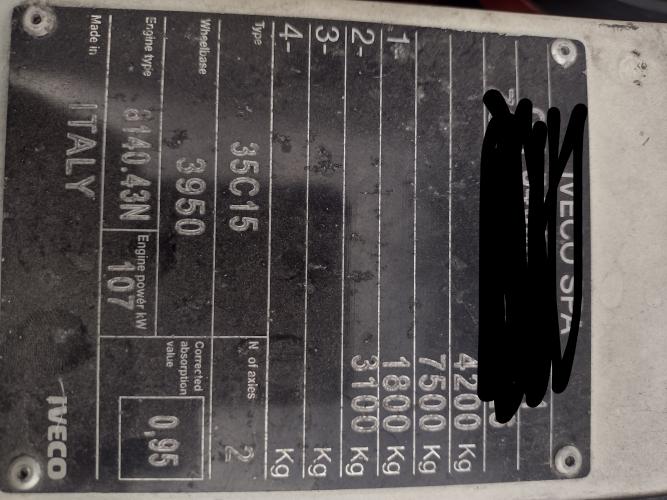 IVECO SPA
4200 Kg
7500 Kg
1- 1800 Kg
2- 3100 Kg
3- Kg
4- Kg
Type 35C15 N. of axles 2
Wheelbase 3950
Corrected absorption value 0,95
Engine type 8140.43N Engine power kW 107
Made in ITALY
IVECO